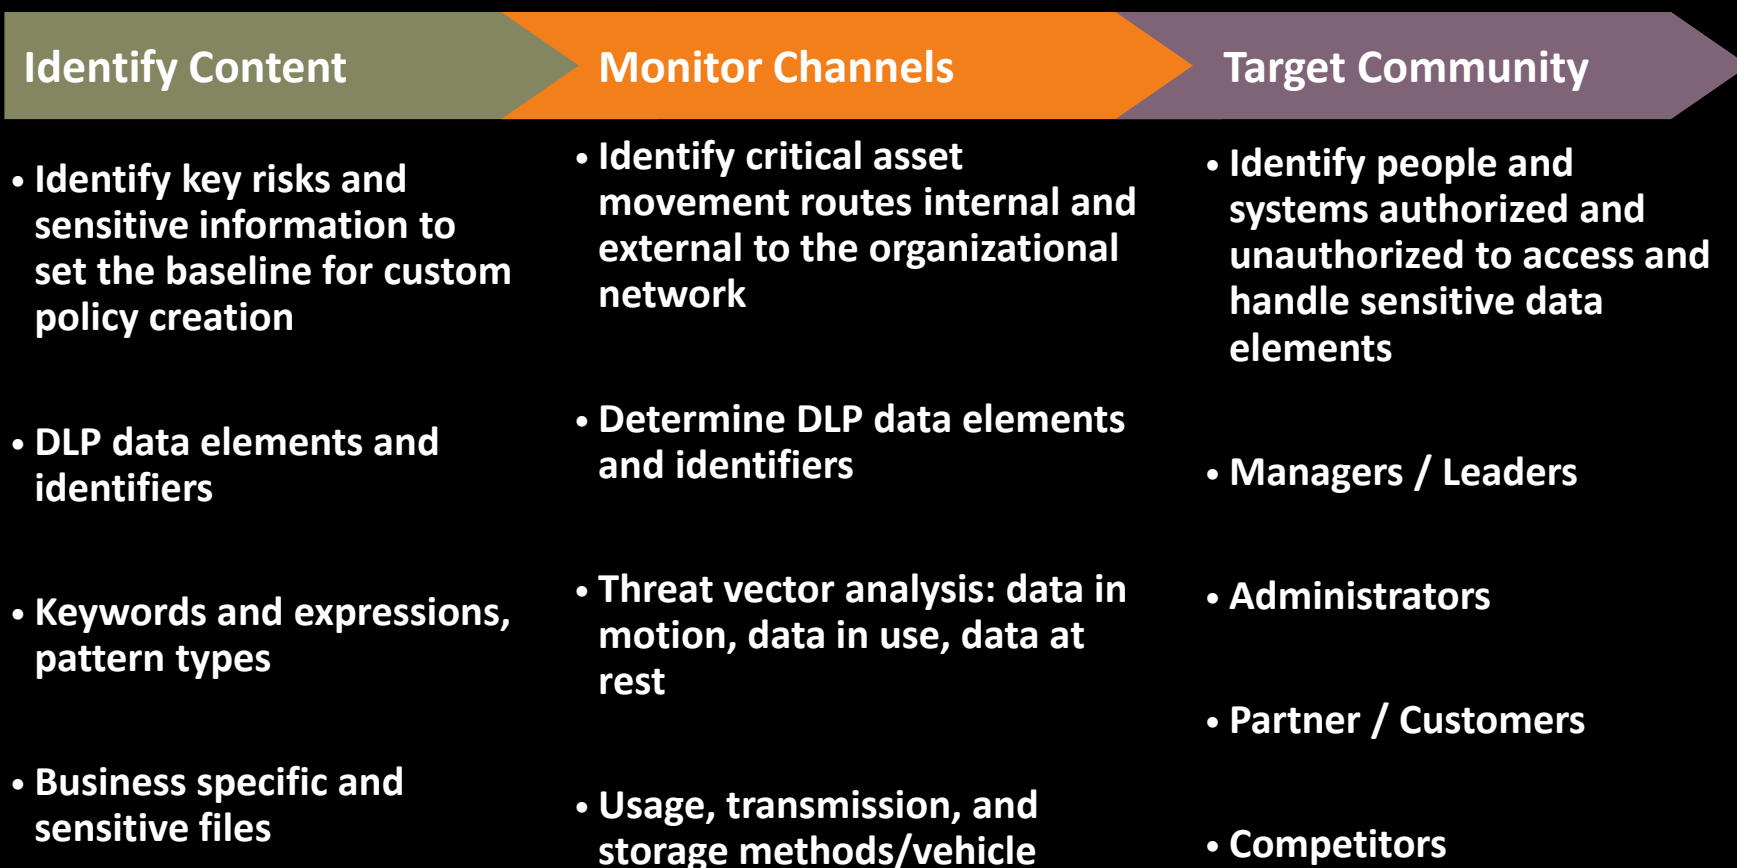 Identify Content
Monitor Channels
Target Community
• Identify key risks and
sensitive information to
set the baseline for custom
policy creation
• DLP data elements and
identifiers
• Keywords and expressions,
pattern types
• Business specific and
sensitive files
• Identify critical asset
movement routes internal and
external to the organizational
network
• Determine DLP data elements
and identifiers
• Threat vector analysis: data in
motion, data in use, data at
rest
• Usage, transmission, and
storage methods/vehicle
• Identify people and
systems authorized and
unauthorized to access and
handle sensitive data
elements
• Managers / Leaders
• Administrators
• Partner / Customers
• Competitors